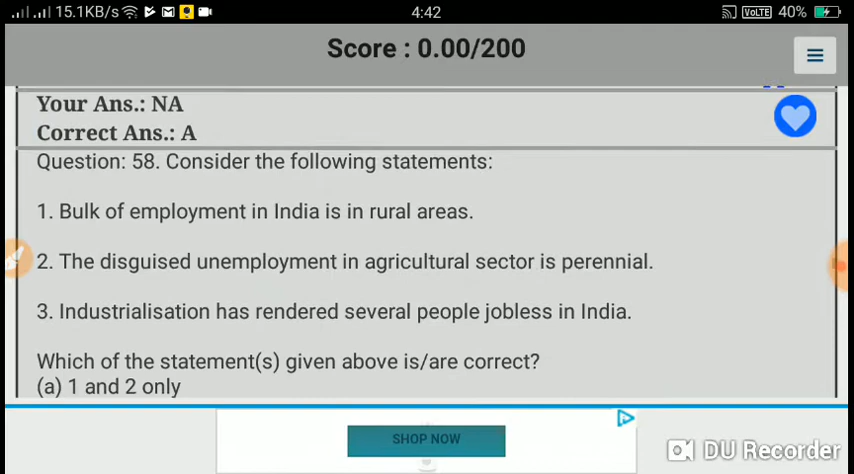 15.1KB/s 4:42 VoLTE 40%
Score : 0.00/200
Your Ans.: NA
Correct Ans.: A
Question: 58. Consider the following statements:
1. Bulk of employment in India is in rural areas.
2. The disguised unemployment in agricultural sector is perennial.
3. Industrialisation has rendered several people jobless in India.
Which of the statement(s) given above is/are correct?
(a) 1 and 2 only
SHOP NOW
DU Recorder